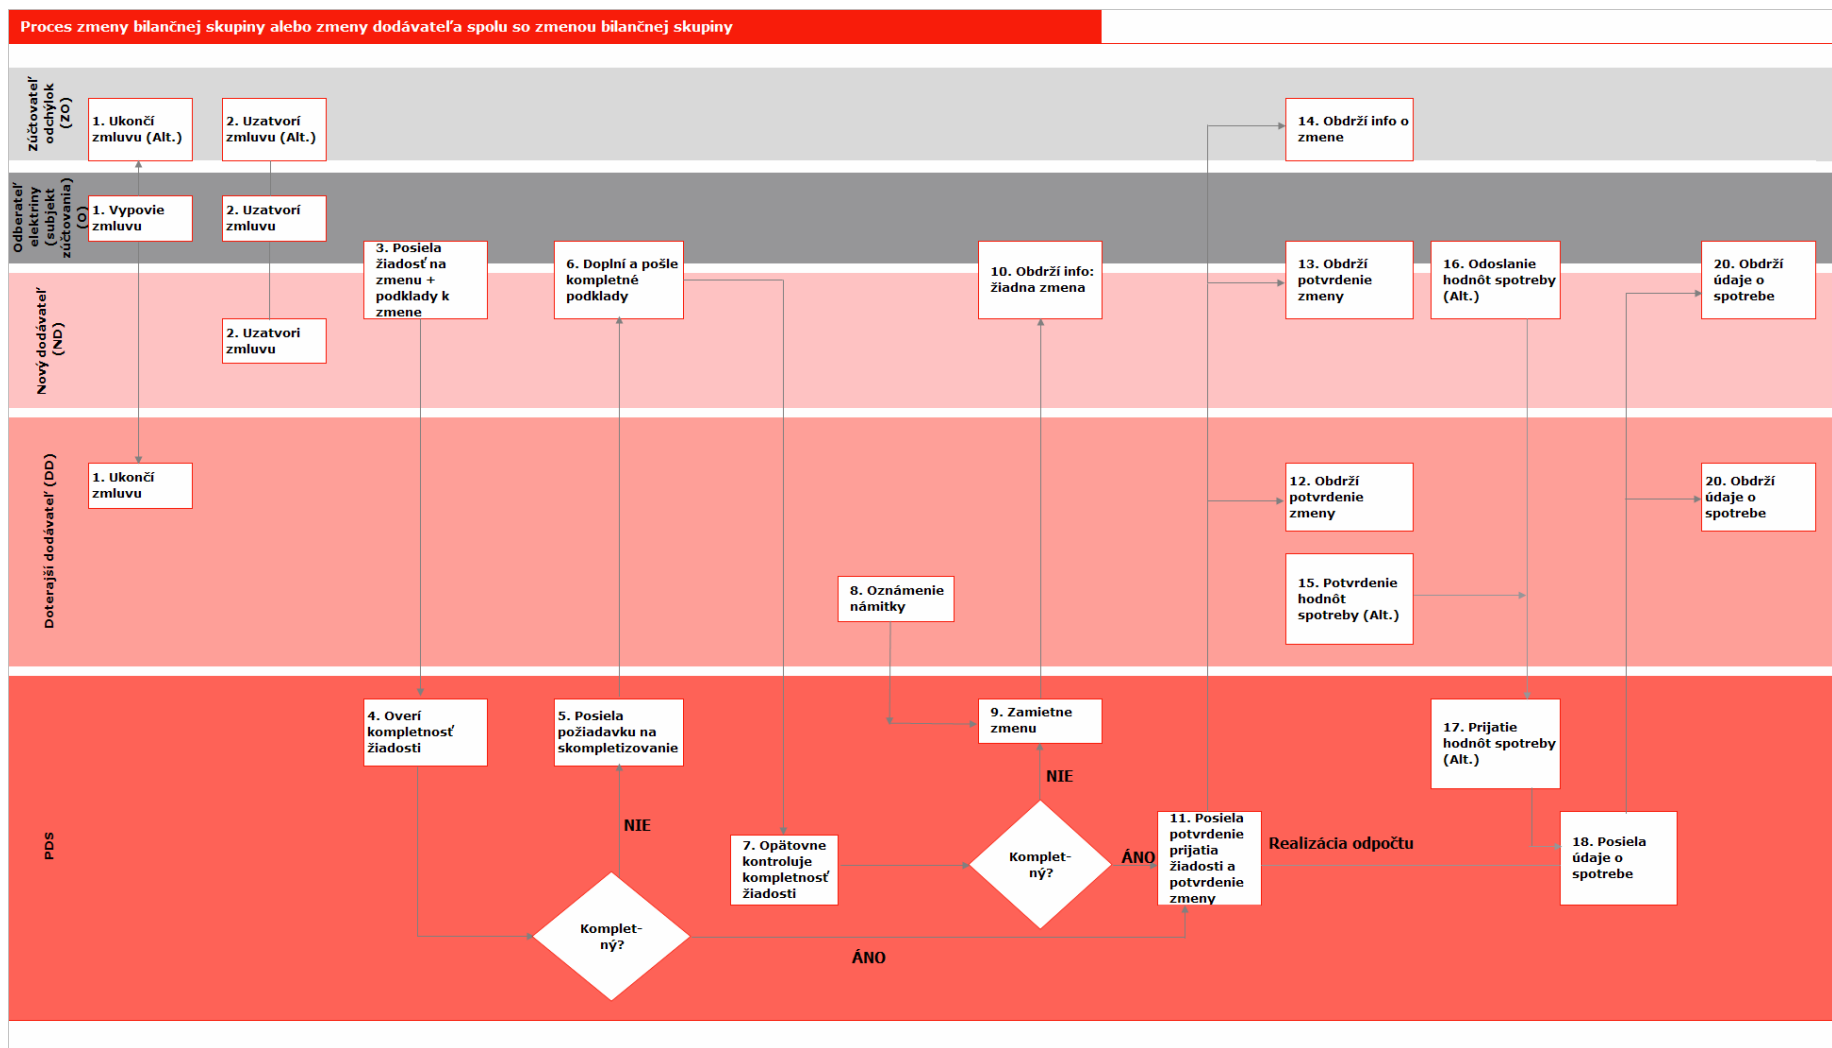 Proces zmeny bilančnej skupiny alebo zmeny dodávateľa spolu so zmenou bilančnej skupiny
Zúčtovateľ
odchýlok
(ZO)
1. Ukončí
zmluvu (Alt.)
2. Uzatvorí
zmluvu (Alt.)
14. Obdrží info o
zmene
Odberateľ
elektriny
(subjekt
zúčtovania)
(O)
1. Vypovie
zmluvu
2. Uzatvorí
zmluvu
3. Posiela
žiadosť na
zmenu +
podklady k
zmene
6. Doplní a pošle
kompletné
podklady
10. Obdrží info:
žiadna zmena
13. Obdrží
potvrdenie
zmeny
16. Odoslanie
hodnôt spotreby
(Alt.)
20. Obdrží
údaje o
spotrebe
Nový dodávateľ
(ND)
2. Uzatvori
zmluvu
Doterajší dodávateľ (DD)
1. Ukončí
zmluvu
12. Obdrží
potvrdenie
zmeny
20. Obdrží
údaje o
spotrebe
8. Oznámenie
námitky
15. Potvrdenie
hodnôt
spotreby (Alt.)
PDS
4. Overí
kompletnosť
žiadosti
5. Posiela
požiadavku na
skompletizovanie
9. Zamietne
zmenu
17. Prijatie
hodnôt spotreby
(Alt.)
NIE
NIE
7. Opätovne
kontroluje
kompletnosť
žiadosti
Komplet-
ný?
ÁNO
11. Posiela
potvrdenie
prijatia
žiadosti a
potvrdenie
zmeny
Realizácia odpočtu
18. Posiela
údaje o
spotrebe
Komplet-
ný?
ÁNO